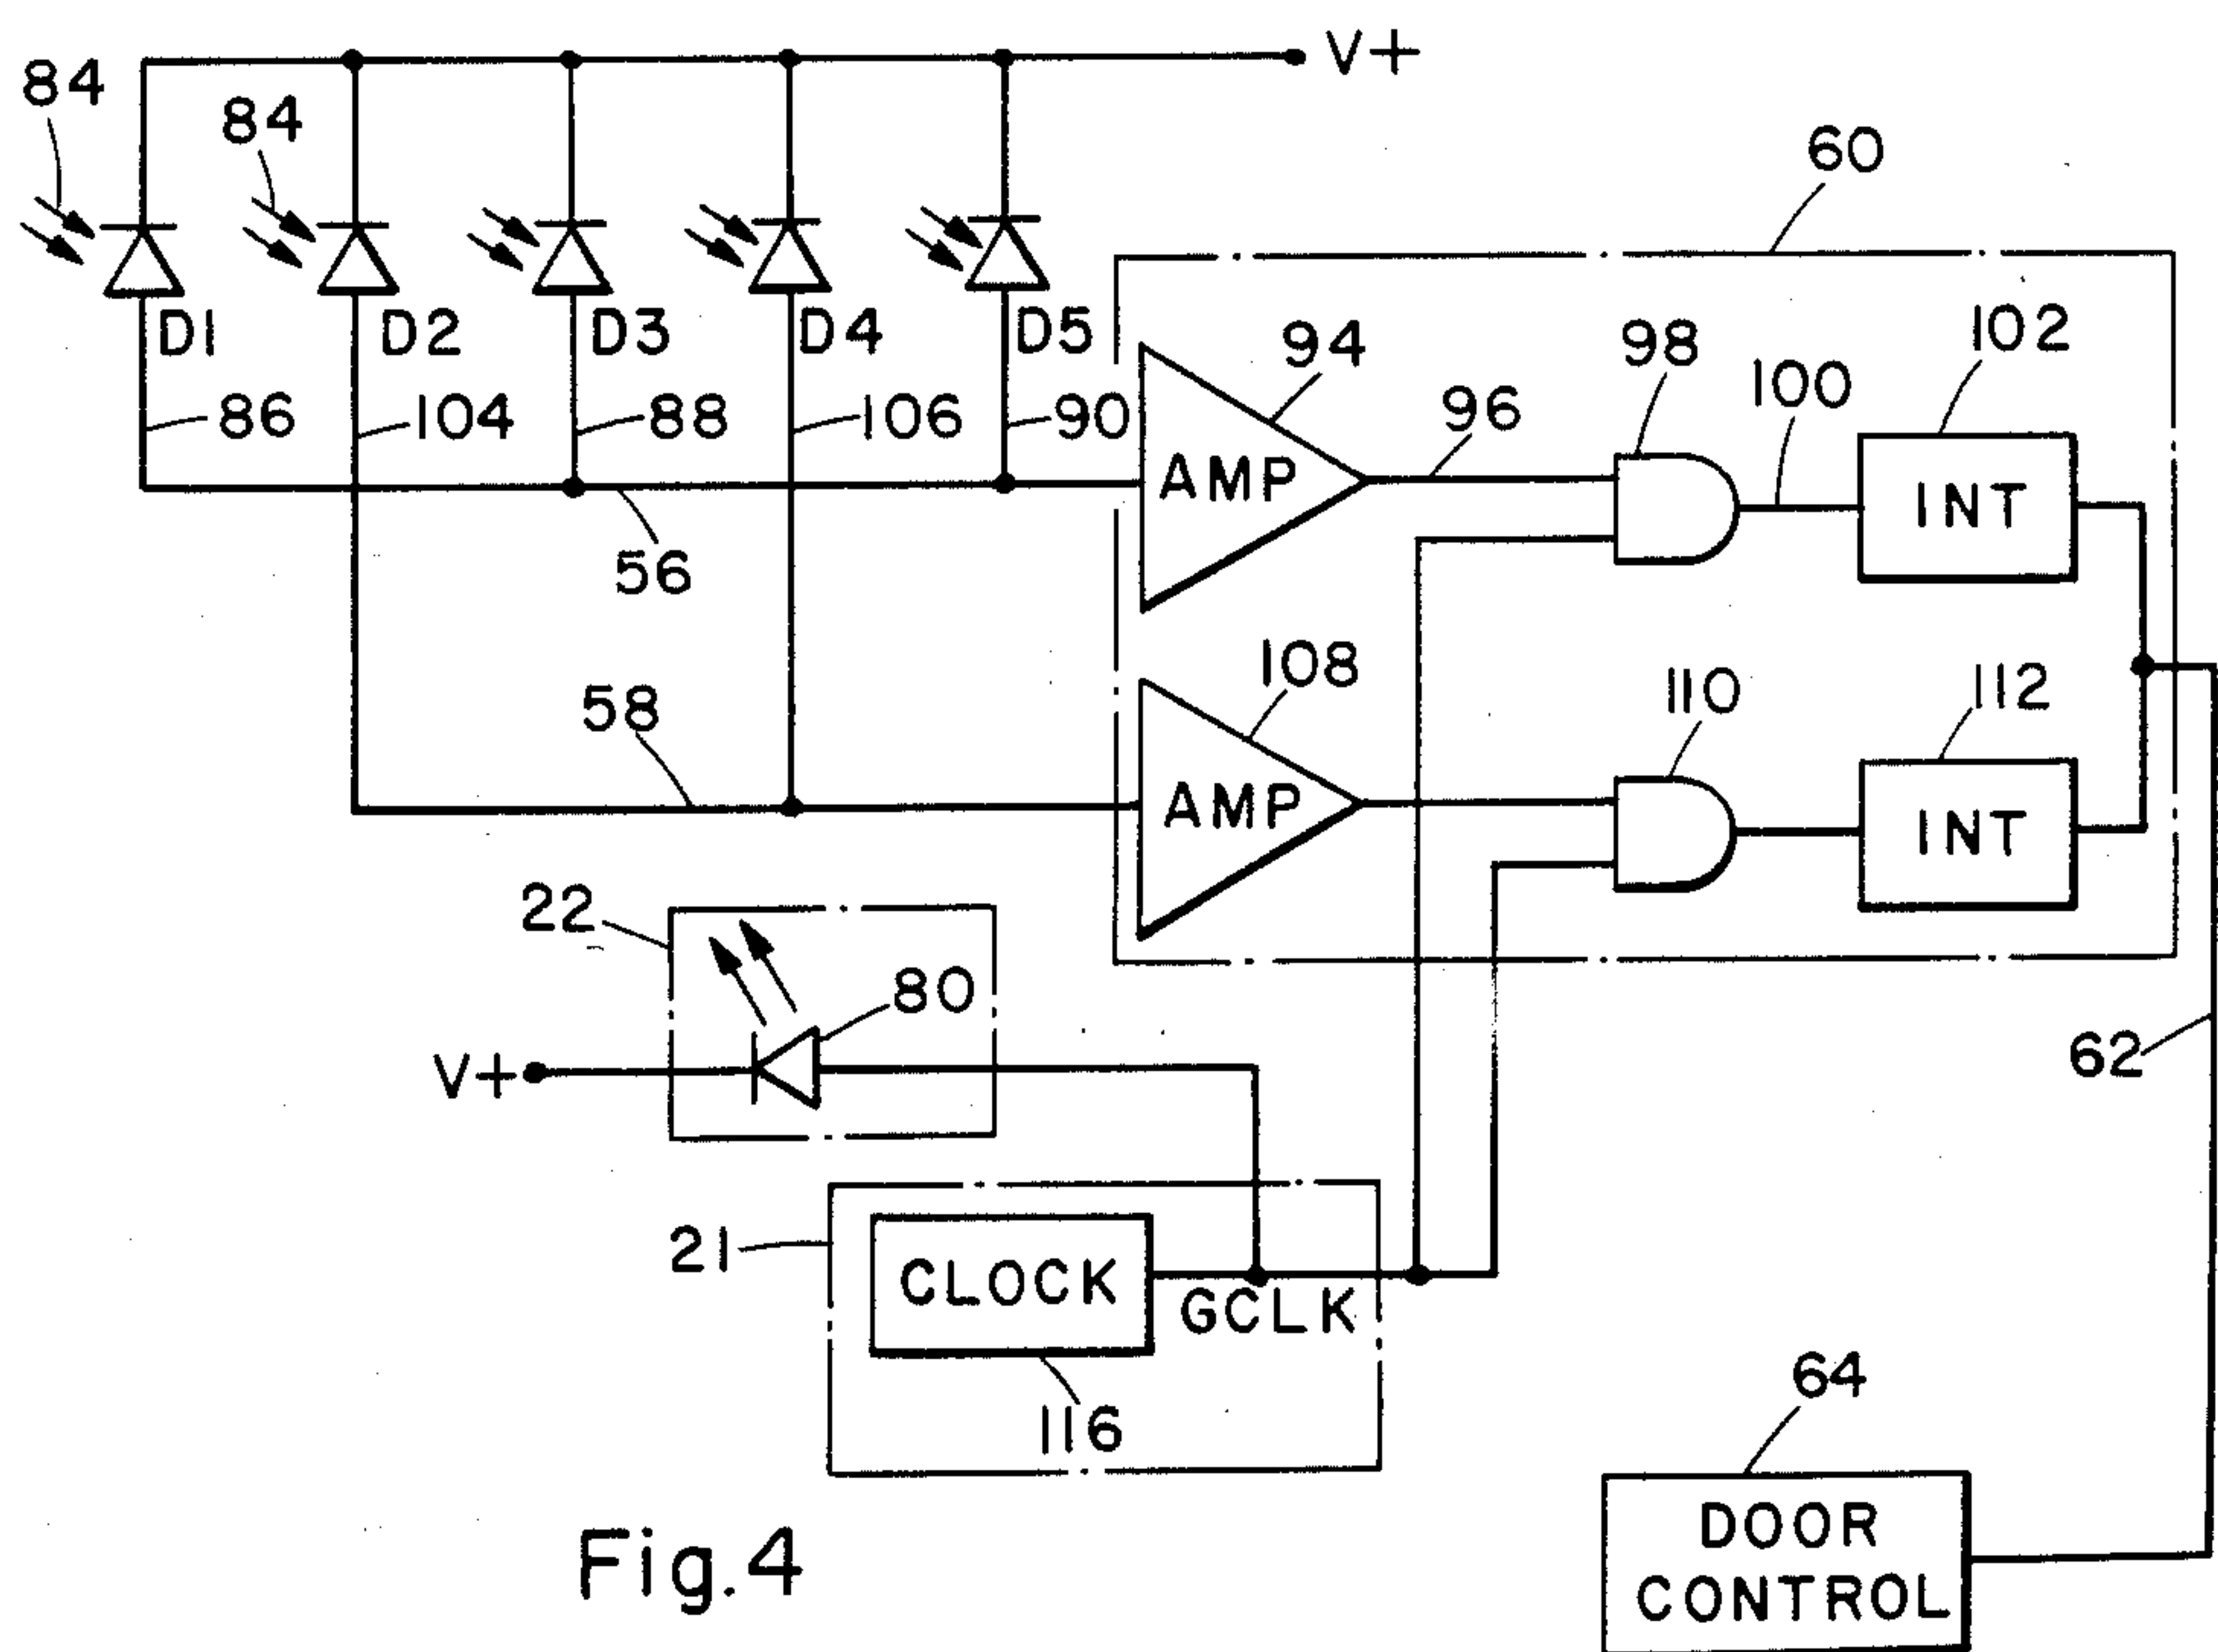 V+
84
84
60
D1
D2
D3
D4
D5
94
98
102
86
104
88
106
90
96
100
AMP
INT
56
108
110
112
58
AMP
INT
22
80
V+
62
21
CLOCK
GCLK
116
64
DOOR
CONTROL
Fig.4